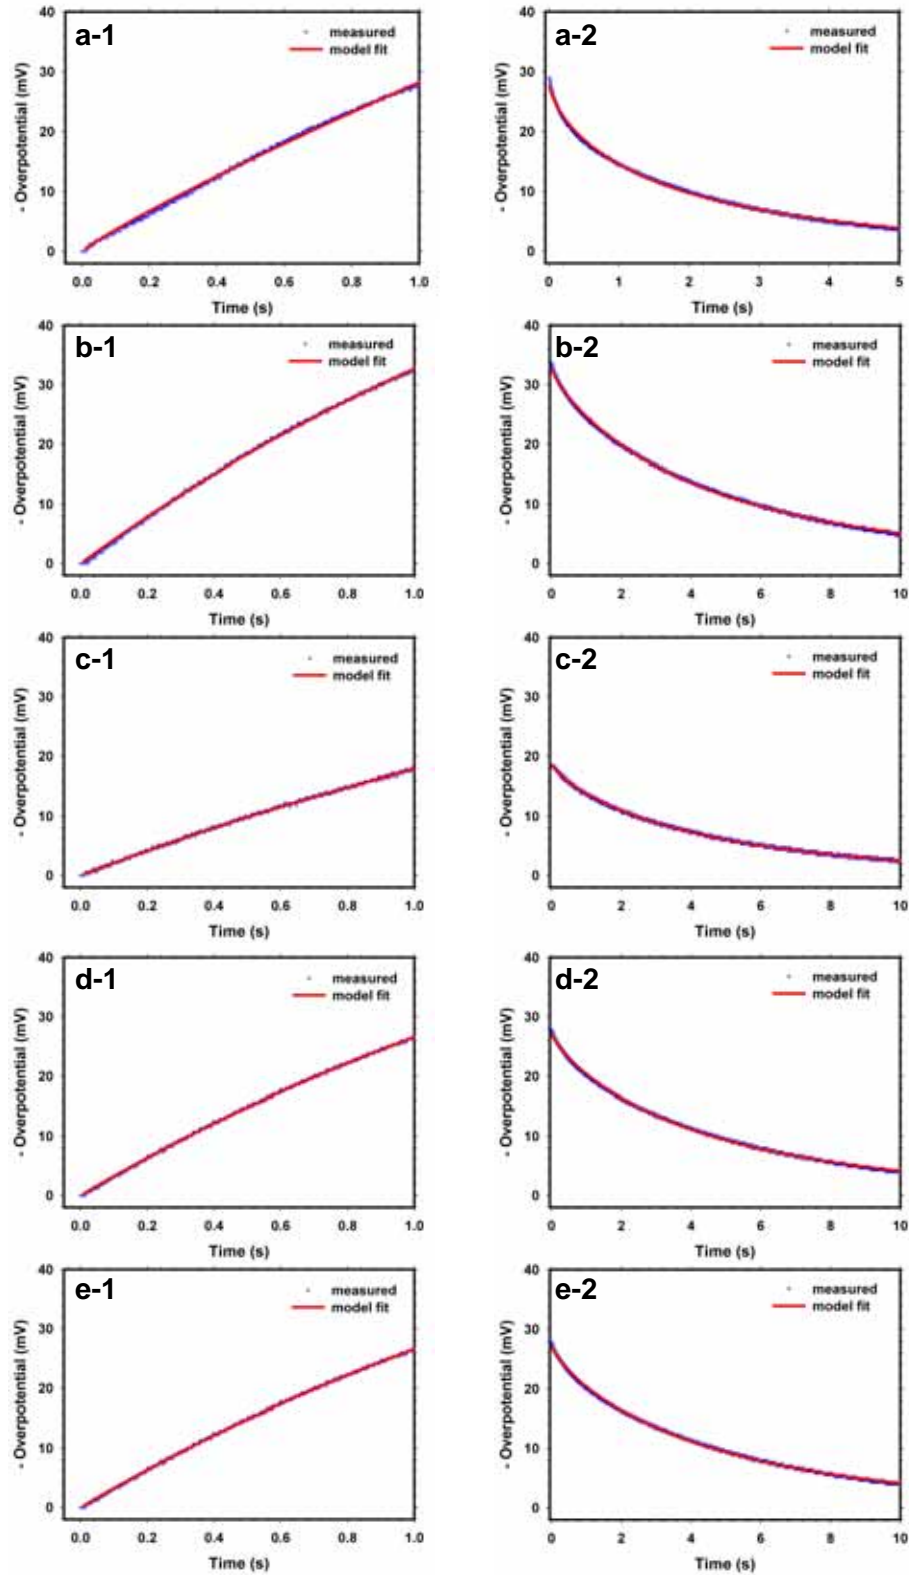 a-1
measured
model fit
40
30
20
10
0
- Overpotential (mV)
0.0 0.2 0.4 0.6 0.8 1.0
Time (s)
a-2
measured
model fit
40
30
20
10
0
- Overpotential (mV)
0 1 2 3 4 5
Time (s)
b-1
measured
model fit
40
30
20
10
0
- Overpotential (mV)
0.0 0.2 0.4 0.6 0.8 1.0
Time (s)
b-2
measured
model fit
40
30
20
10
0
- Overpotential (mV)
0 2 4 6 8 10
Time (s)
c-1
measured
model fit
40
30
20
10
0
- Overpotential (mV)
0.0 0.2 0.4 0.6 0.8 1.0
Time (s)
c-2
measured
model fit
40
30
20
10
0
- Overpotential (mV)
0 2 4 6 8 10
Time (s)
d-1
measured
model fit
40
30
20
10
0
- Overpotential (mV)
0.0 0.2 0.4 0.6 0.8 1.0
Time (s)
d-2
measured
model fit
40
30
20
10
0
- Overpotential (mV)
0 2 4 6 8 10
Time (s)
e-1
measured
model fit
40
30
20
10
0
- Overpotential (mV)
0.0 0.2 0.4 0.6 0.8 1.0
Time (s)
e-2
measured
model fit
40
30
20
10
0
- Overpotential (mV)
0 2 4 6 8 10
Time (s)